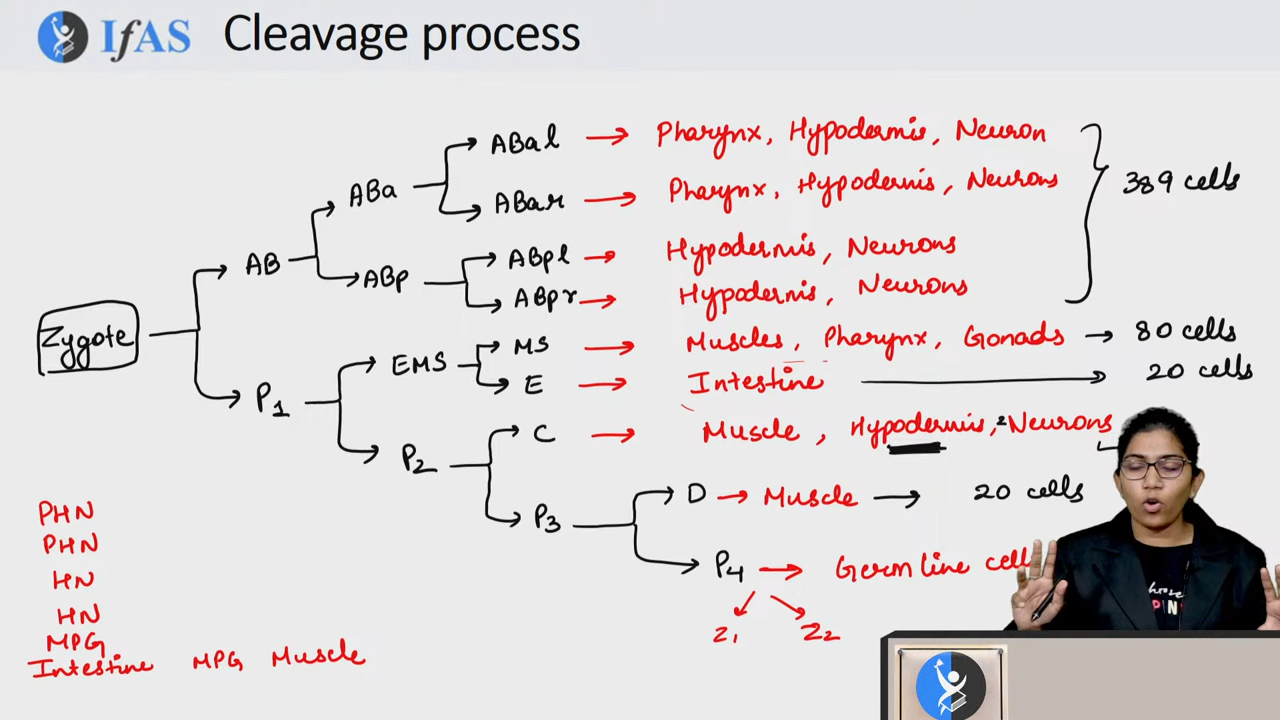 IfAS Cleavage process
ABal → Pharynx, Hypodermis, Neuron
ABa
ABar → Pharynx, Hypodermis, Neurons
389 cells
AB
ABpl → Hypodermis, Neurons
ABp
ABpr → Hypodermis, Neurons
Zygote
MS → Muscles, Pharynx, Gonads → 80 cells
EMS
E → Intestine → 20 cells
P1
C → Muscle, Hypodermis, 2 Neurons
P2
D → Muscle → 20 cells
P3
P4 → Germ line cell
Z1 Z2
PHN
PHN
HN
HN
MPG
Intestine MPG Muscle